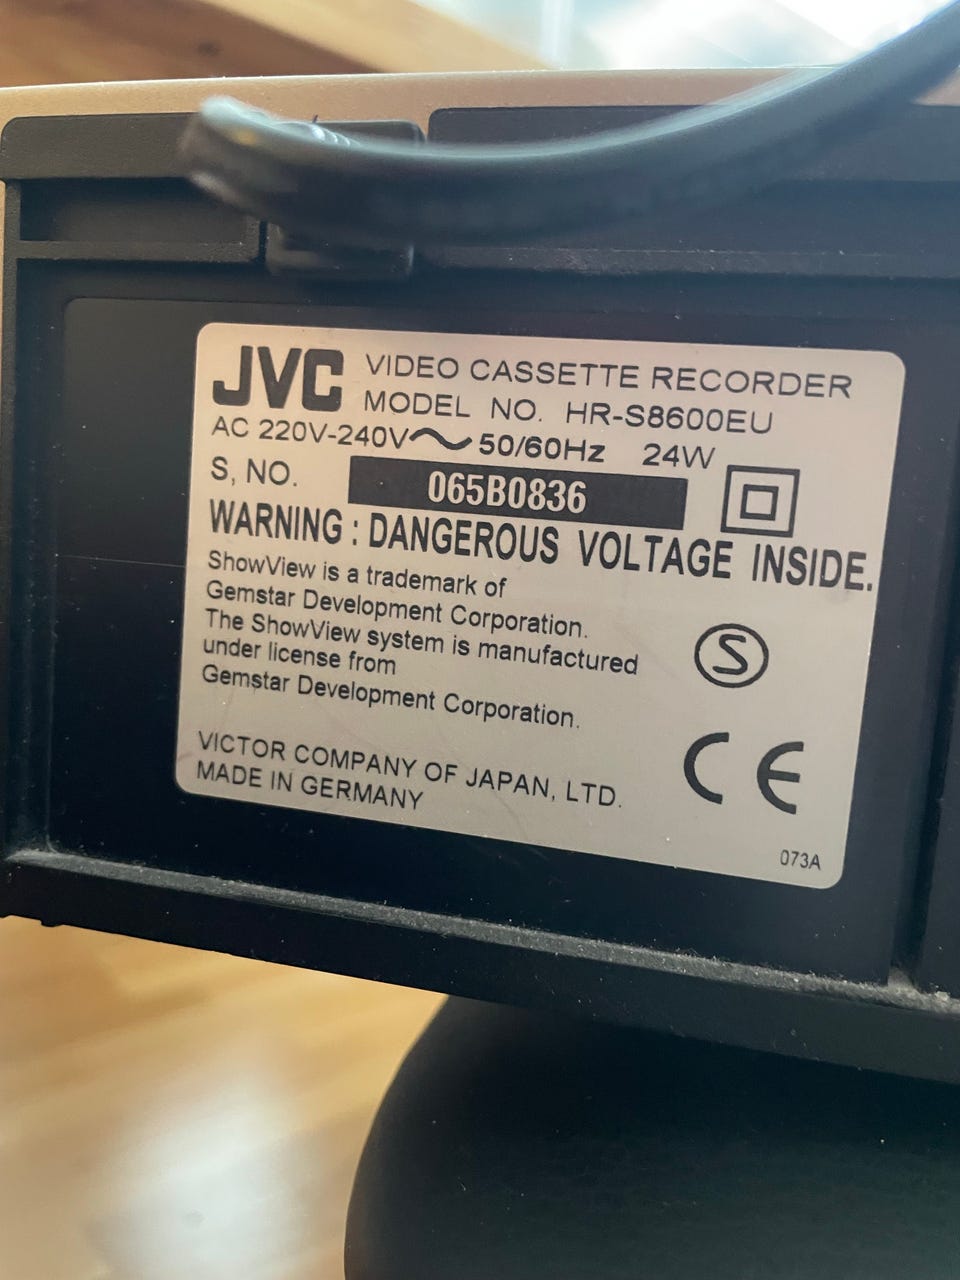 JVC VIDEO CASSETTE RECORDER
MODEL NO. HR-S8600EU
AC 220V-240V～ 50/60Hz 24W
S, NO. 065B0836
WARNING : DANGEROUS VOLTAGE INSIDE.
ShowView is a trademark of
Gemstar Development Corporation.
The ShowView system is manufactured
under license from
Gemstar Development Corporation.
S
CE
VICTOR COMPANY OF JAPAN, LTD.
MADE IN GERMANY
073A